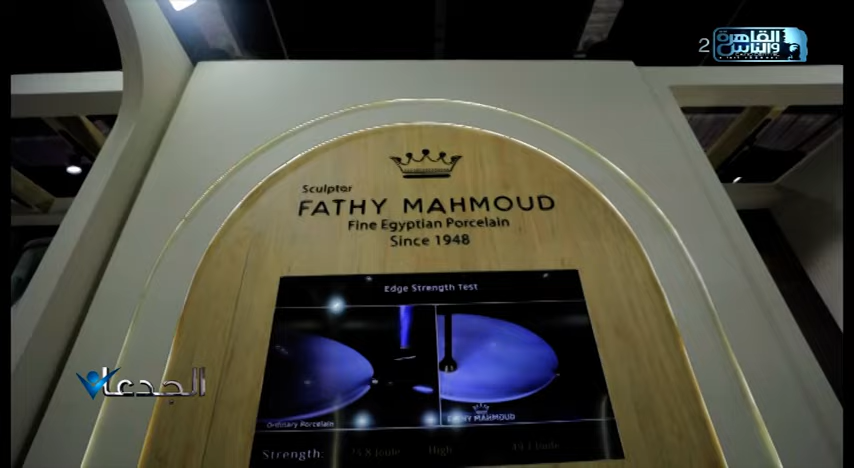 القاهرة
والناس 2
Sculptor
FATHY MAHMOUD
Fine Egyptian Porcelain
Since 1948
Edge Strength Test
Ordinary Porcelain
FATHY MAHMOUD
Strength:
High
الجدعان